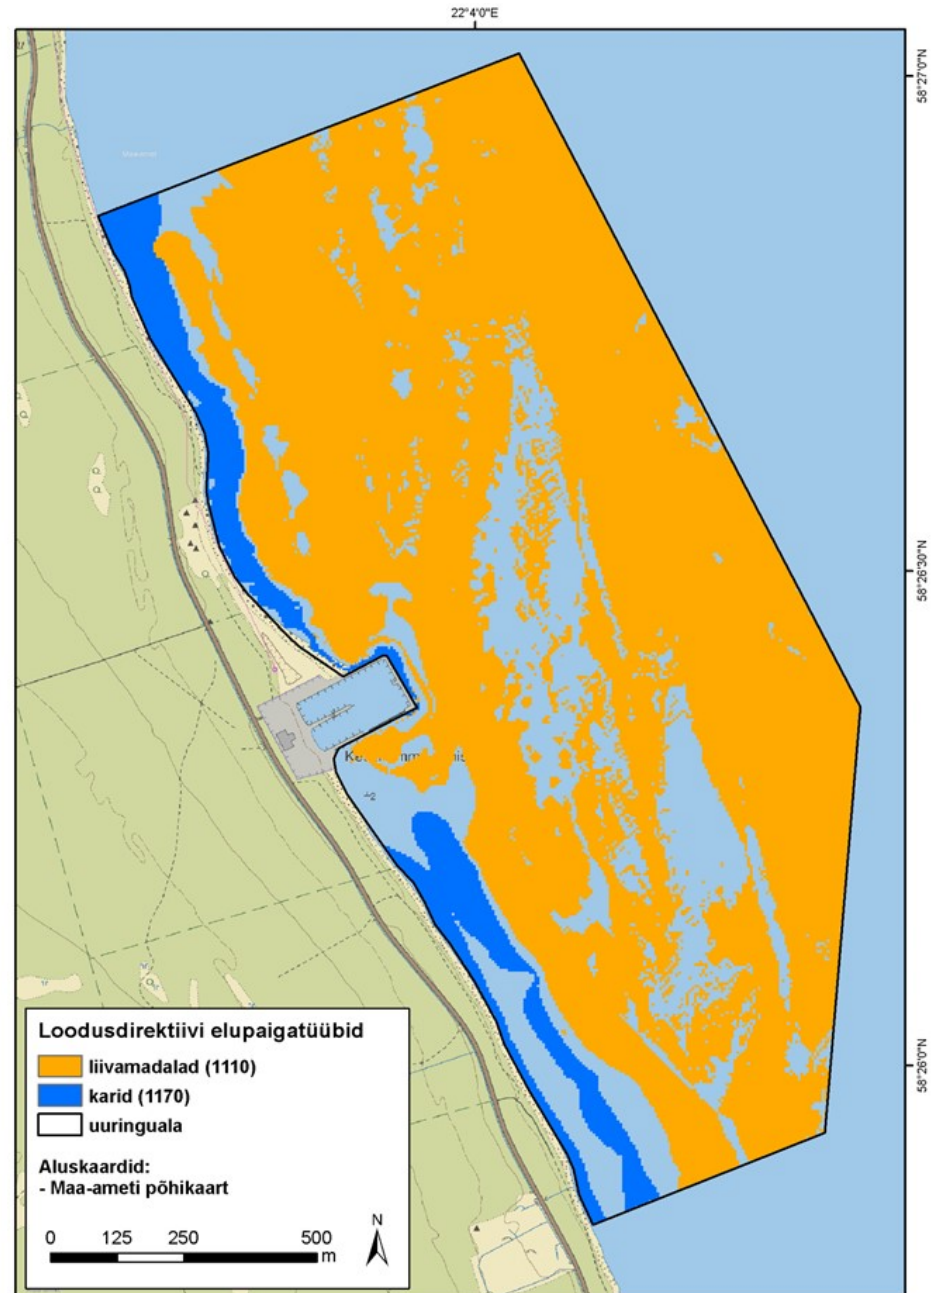 22°4'0"E
58°27'0"N
58°26'30"N
2
58°26'0"N
Loodusdirektiivi elupaigatüübid
liivamadalad (1110)
karid (1170)
uuringuala
Aluskaardid:
- Maa-ameti põhikaart
0 125 250 500
m
N